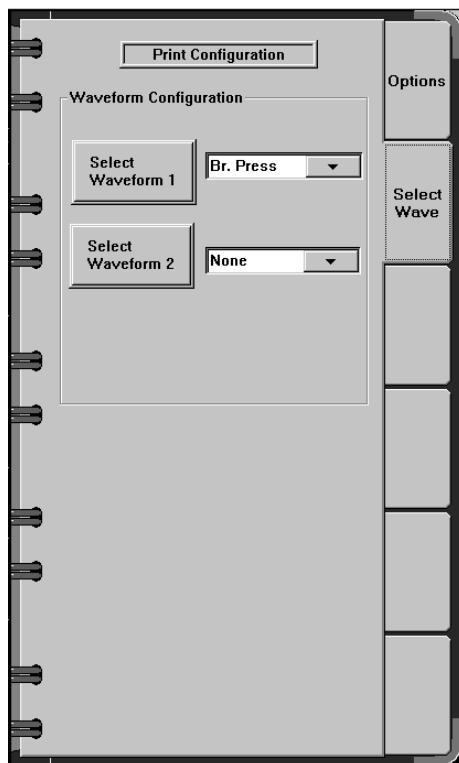 Print Configuration
Options
Waveform Configuration
Select
Waveform 1
Br. Press
Select
Wave
Select
Waveform 2
None